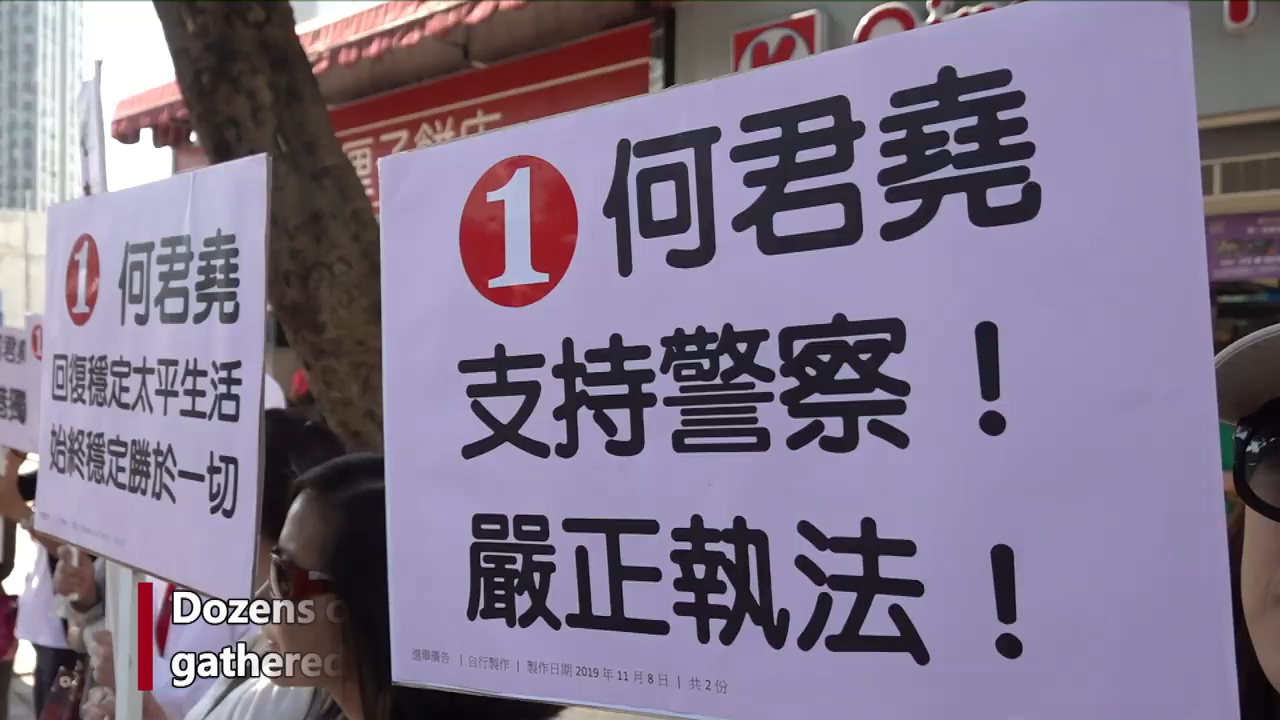 1 何君堯
支持警察！
嚴正執法！
選舉廣告 | 自行製作 | 製作日期 2019 年 11 月 8 日 | 共 2 份
1 何君堯
回復穩定太平生活
始終穩定勝於一切
Dozens
gathered